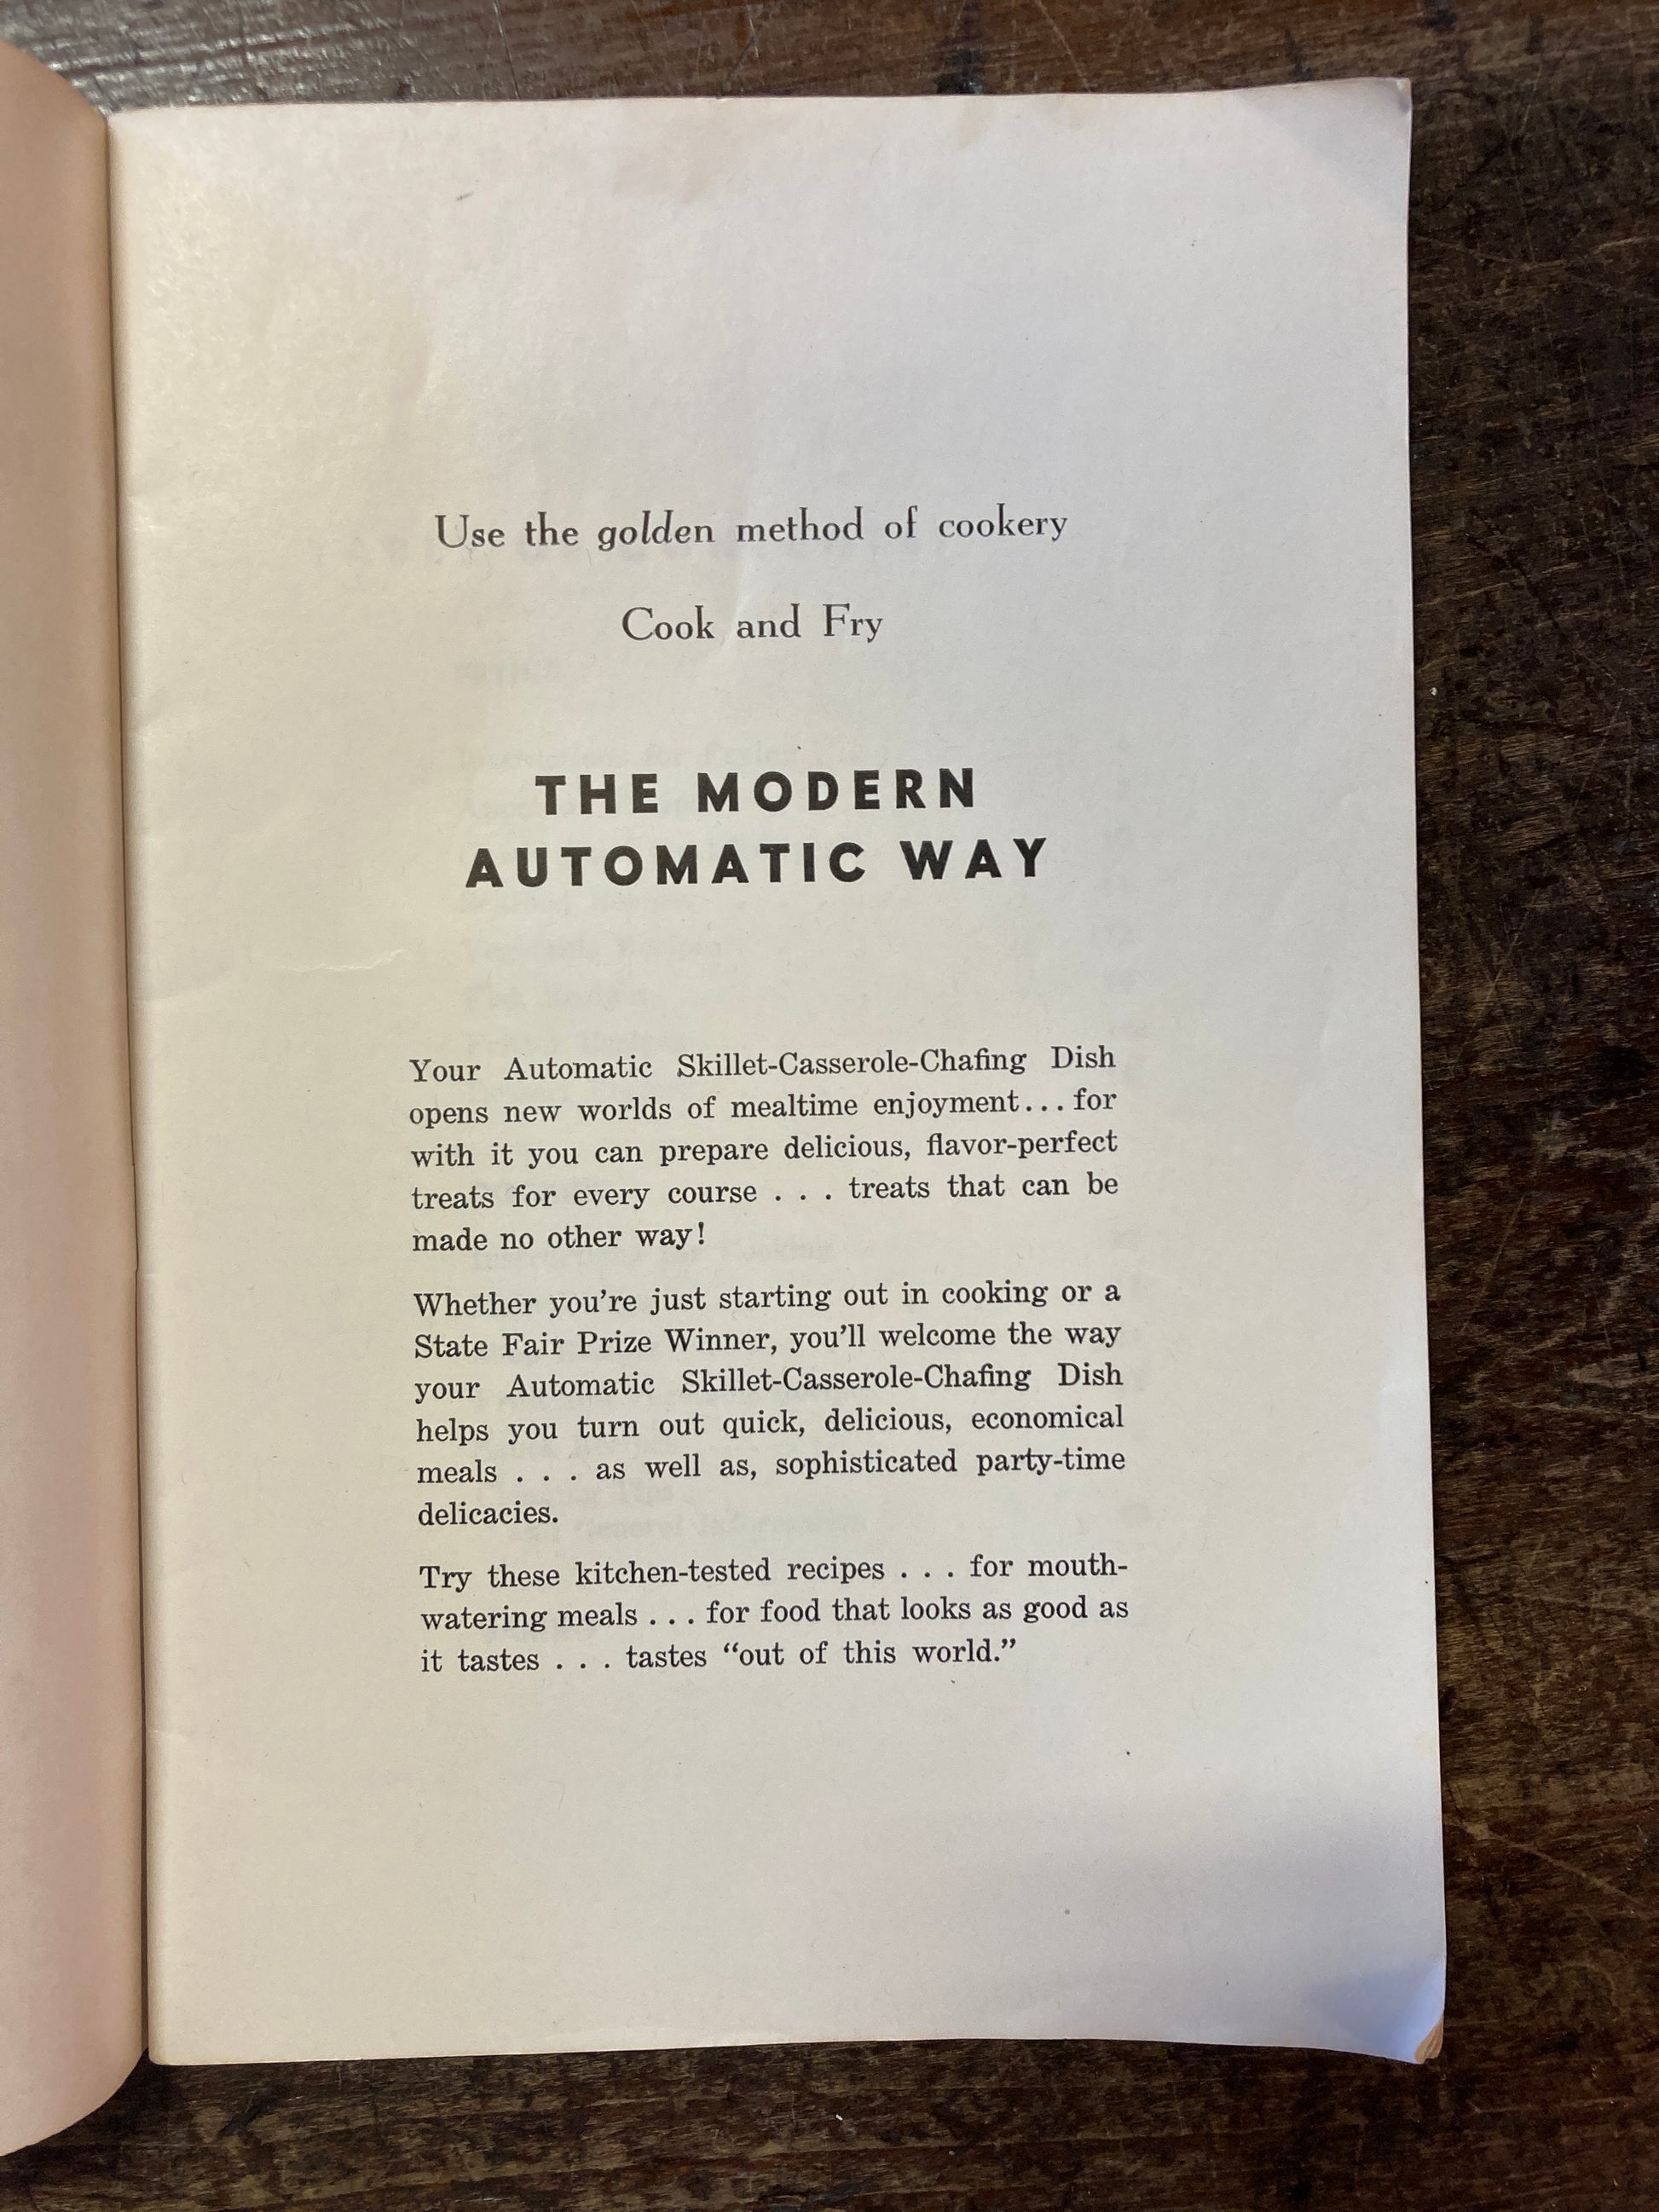 Use the golden method of cookery
Cook and Fry
THE MODERN
AUTOMATIC WAY
Your Automatic Skillet-Casserole-Chafing Dish
opens new worlds of mealtime enjoyment... for
with it you can prepare delicious, flavor-perfect
treats for every course . . . treats that can be
made no other way!
Whether you’re just starting out in cooking or a
State Fair Prize Winner, you’ll welcome the way
your Automatic Skillet-Casserole-Chafing Dish
helps you turn out quick, delicious, economical
meals . . . as well as, sophisticated party-time
delicacies.
Try these kitchen-tested recipes . . . for mouth-
watering meals . . . for food that looks as good as
it tastes . . . tastes “out of this world.”